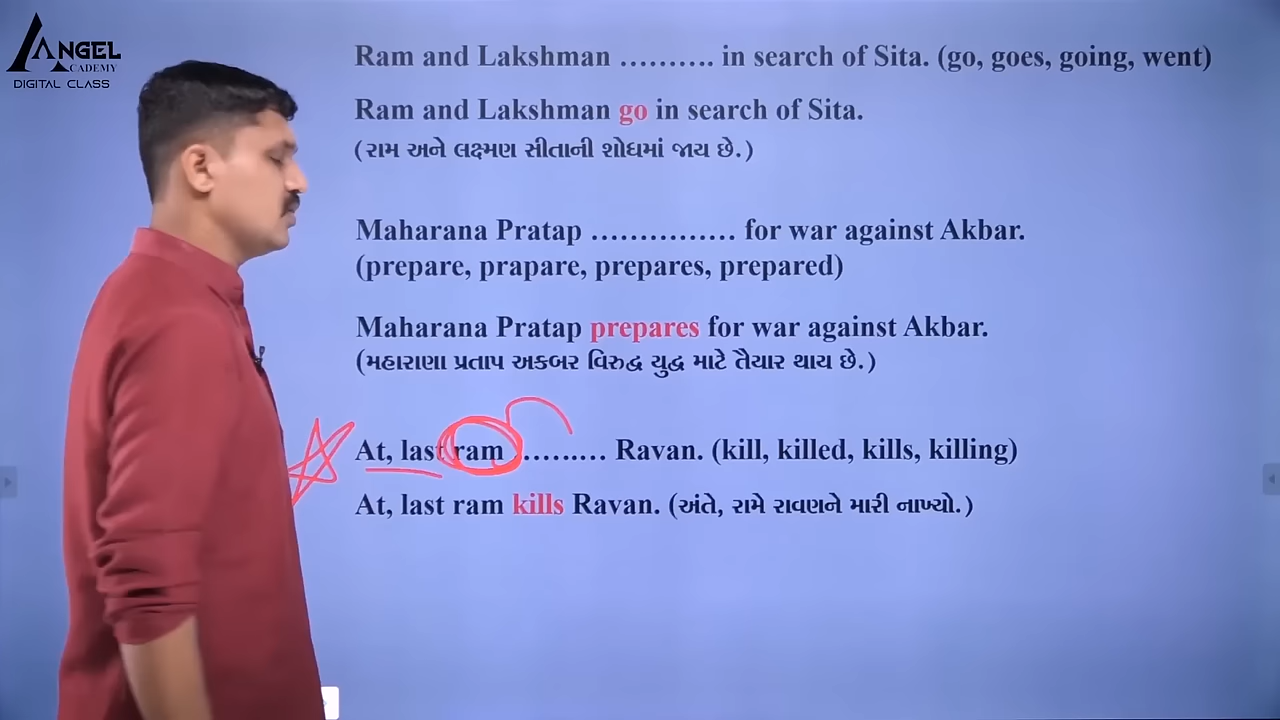 ANGEL
ACADEMY
DIGITAL CLASS
Ram and Lakshman ………. in search of Sita. (go, goes, going, went)
Ram and Lakshman go in search of Sita.
(રામ અને લક્ષ્મણ સીતાની શોધમાં જાય છે.)
Maharana Pratap …………… for war against Akbar.
(prepare, prapare, prepares, prepared)
Maharana Pratap prepares for war against Akbar.
(મહારાણા પ્રતાપ અકબર વિરુદ્ધ યુદ્ધ માટે તૈયાર થાય છે.)
At, last ram ……… Ravan. (kill, killed, kills, killing)
At, last ram kills Ravan. (અંતે, રામે રાવણને મારી નાખ્યો.)